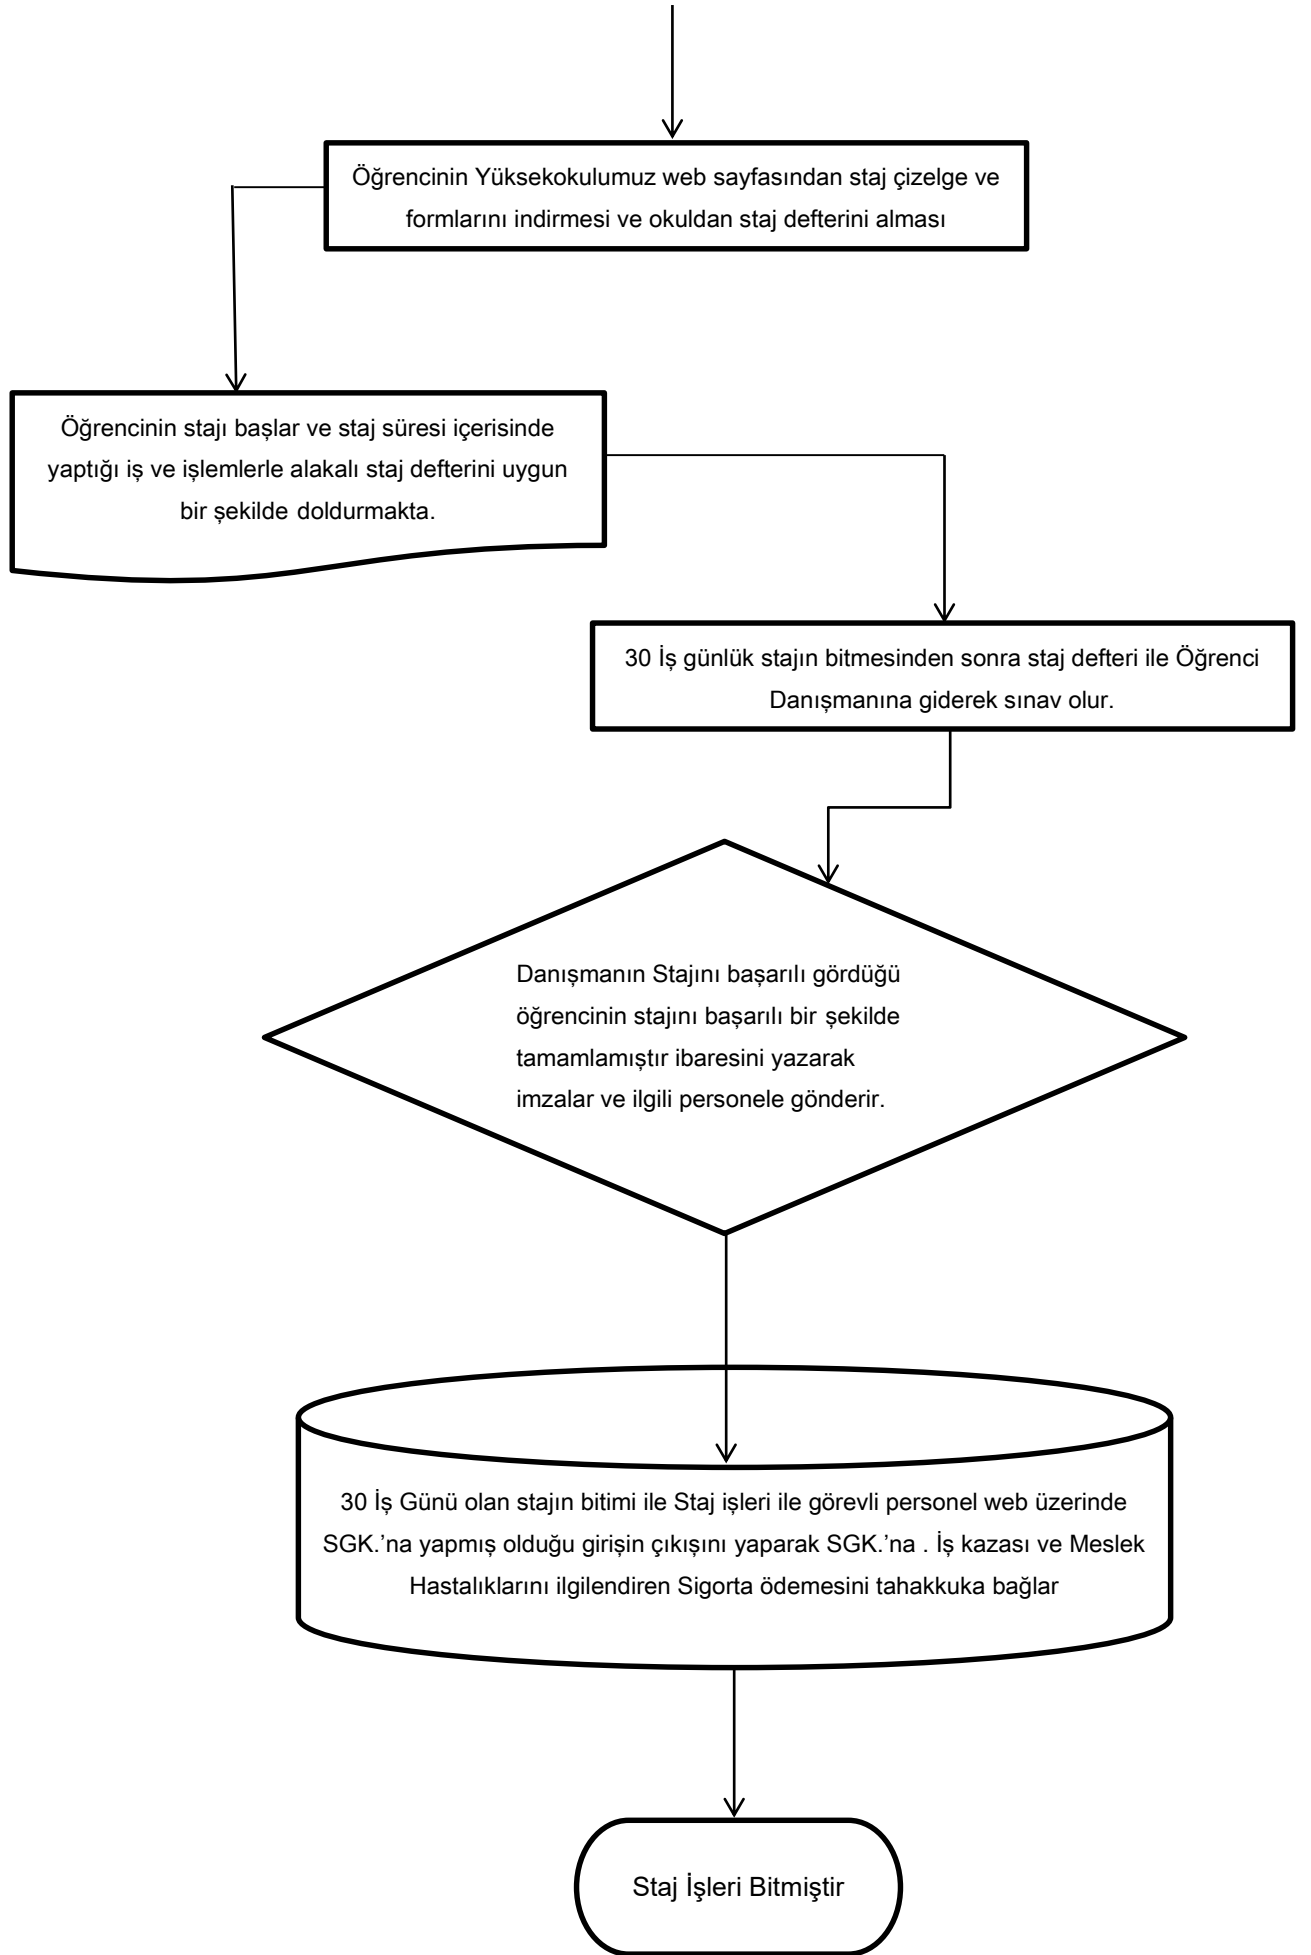 Öğrencinin Yüksekokulumuz web sayfasından staj çizelge ve
formlarını indirmesi ve okuldan staj defterini alması
Öğrencinin stajı başlar ve staj süresi içerisinde
yaptığı iş ve işlemlerle alakalı staj defterini uygun
bir şekilde doldurmakta.
30 İş günlük stajın bitmesinden sonra staj defteri ile Öğrenci
Danışmanına giderek sınav olur.
Danışmanın Stajını başarılı gördüğü
öğrencinin stajını başarılı bir şekilde
tamamlamıştır ibaresini yazarak
imzalar ve ilgili personele gönderir.
30 İş Günü olan stajın bitimi ile Staj işleri ile görevli personel web üzerinde
SGK.’na yapmış olduğu girişin çıkışını yaparak SGK.’na . İş kazası ve Meslek
Hastalıklarını ilgilendiren Sigorta ödemesini tahakkuka bağlar
Staj İşleri Bitmiştir